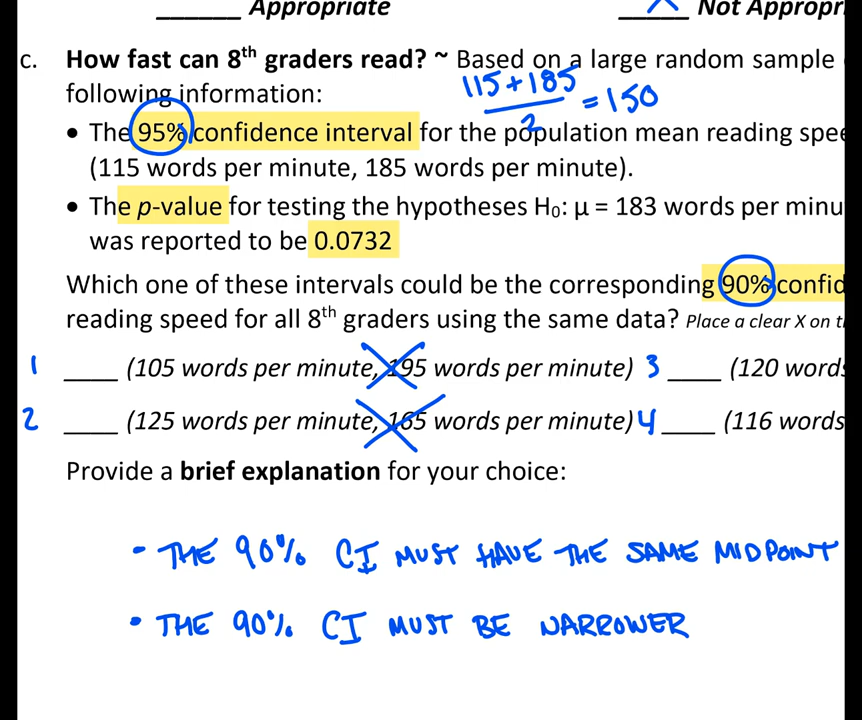 ______ Appropriate _____ Not Appropr
c. How fast can 8th graders read? ~ Based on a large random sample
115+185
= 150
2
following information:
• The 95% confidence interval for the population mean reading spe
(115 words per minute, 185 words per minute).
• The p-value for testing the hypotheses H₀: μ = 183 words per minu
was reported to be 0.0732
Which one of these intervals could be the corresponding 90% confid
reading speed for all 8th graders using the same data? Place a clear X on t
1 ____ (105 words per minute, 195 words per minute) 3 ____ (120 word
2 ____ (125 words per minute, 165 words per minute) 4 ____ (116 words
Provide a brief explanation for your choice:
• THE 90% CI MUST HAVE THE SAME MIDPOINT
• THE 90% CI MUST BE NARROWER